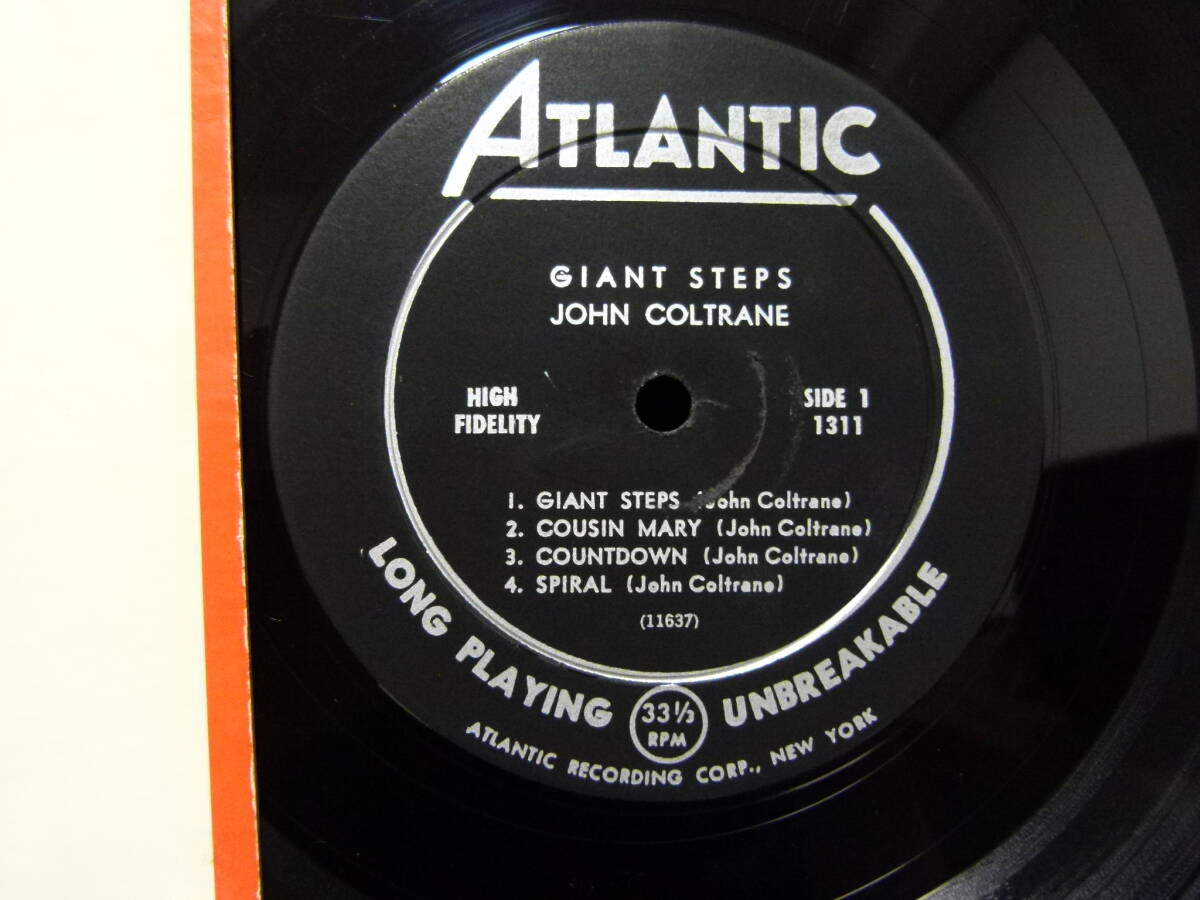 ATLANTIC
GIANT STEPS
JOHN COLTRANE
HIGH
FIDELITY
SIDE 1
1311
1. GIANT STEPS (John Coltrane)
2. COUSIN MARY (John Coltrane)
3. COUNTDOWN (John Coltrane)
4. SPIRAL (John Coltrane)
(11637)
LONG PLAYING
33⅓
RPM
UNBREAKABLE
ATLANTIC RECORDING CORP., NEW YORK